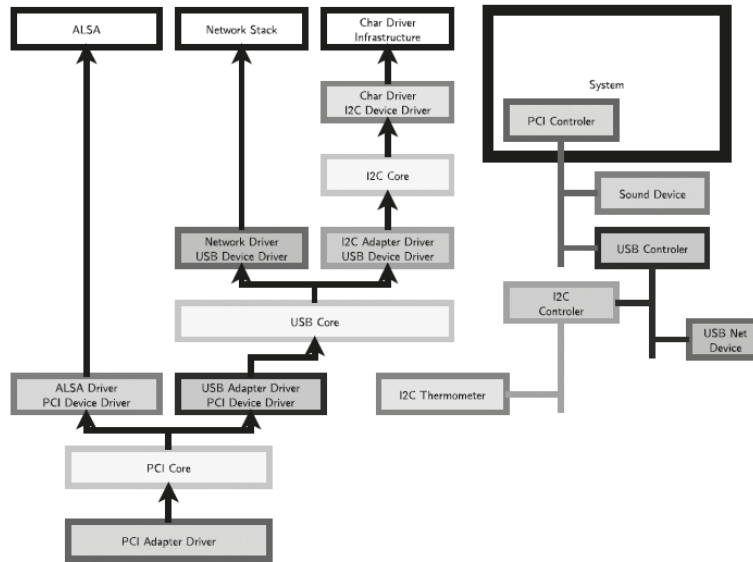 ALSA
Network Stack
Char Driver
Infrastructure
Char Driver
I2C Device Driver
I2C Core
Network Driver
USB Device Driver
I2C Adapter Driver
USB Device Driver
USB Core
ALSA Driver
PCI Device Driver
USB Adapter Driver
PCI Device Driver
PCI Core
PCI Adapter Driver
System
PCI Controler
Sound Device
USB Controler
I2C
Controler
USB Net
Device
I2C Thermometer